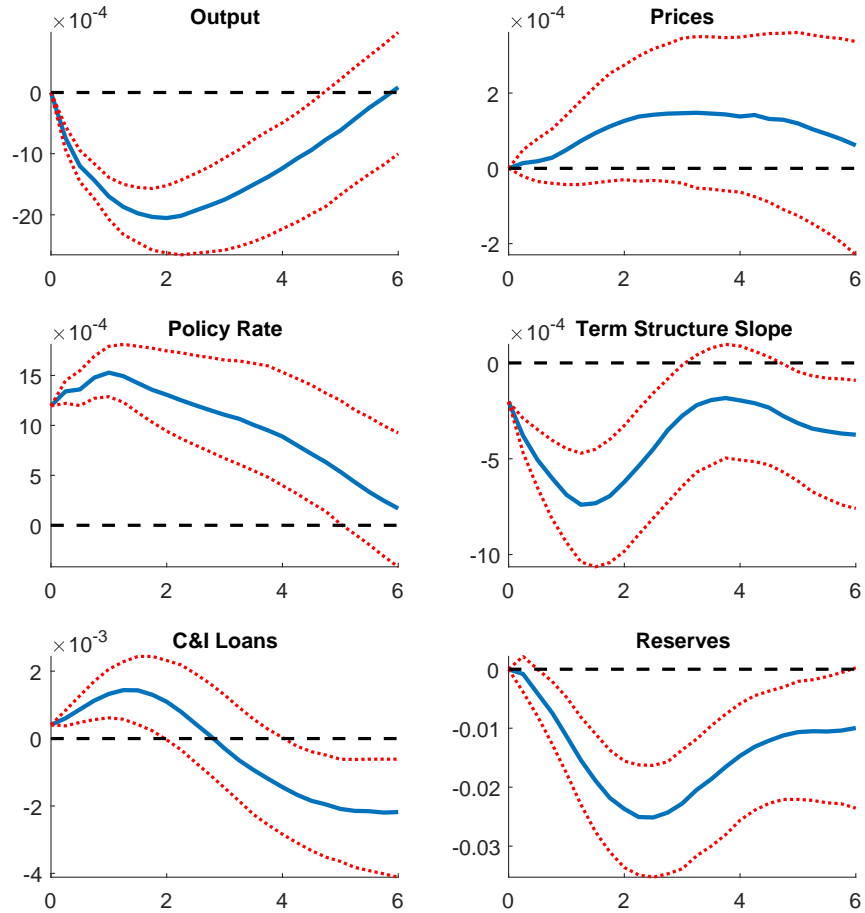 ×10⁻⁴ Output
0
-10
-20
0 2 4 6
×10⁻⁴ Prices
2
0
-2
0 2 4 6
×10⁻⁴ Policy Rate
15
10
5
0
0 2 4 6
×10⁻⁴ Term Structure Slope
0
-5
-10
0 2 4 6
×10⁻³ C&I Loans
2
0
-2
-4
0 2 4 6
Reserves
0
-0.01
-0.02
-0.03
0 2 4 6